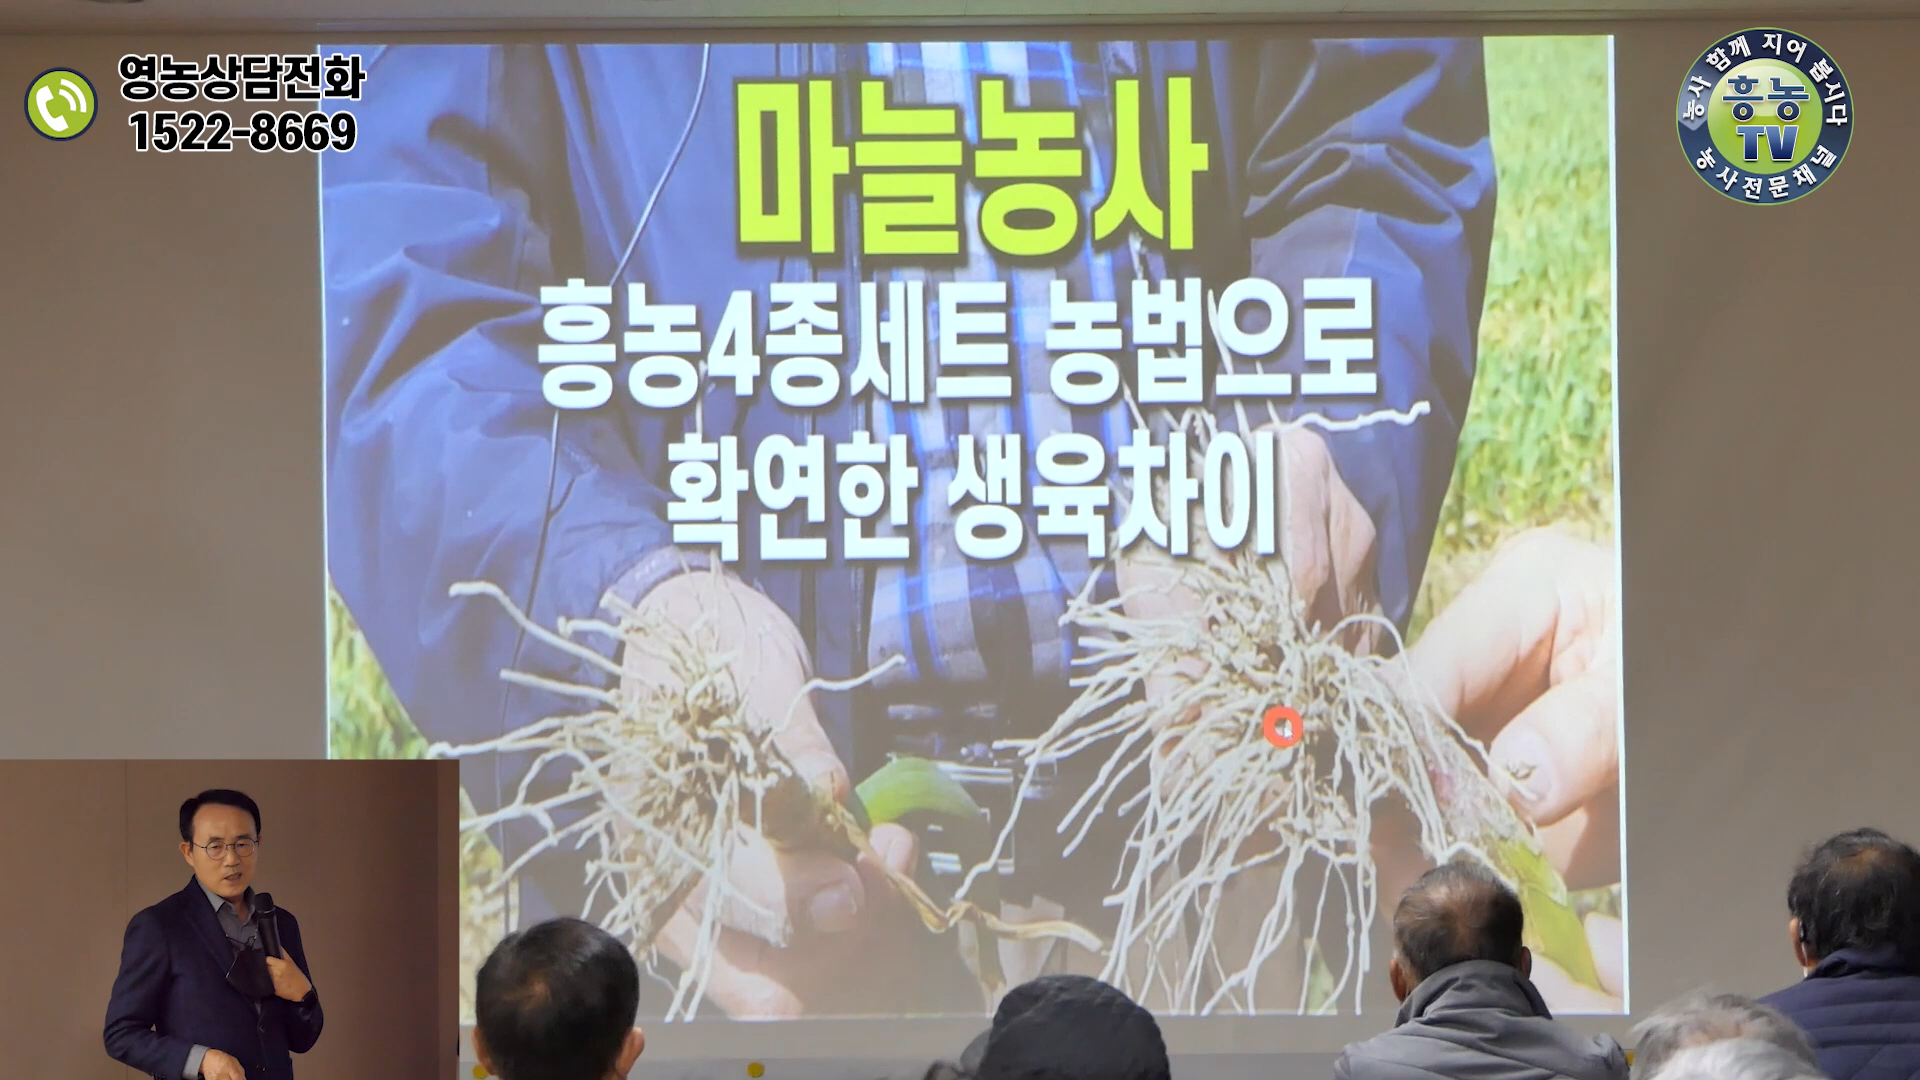 영농상담전화
1522-8669
마늘농사
흥농4종세트 농법으로
확연한 생육차이
농사 함께 지어 봅시다
흥농
TV
농사전문채널